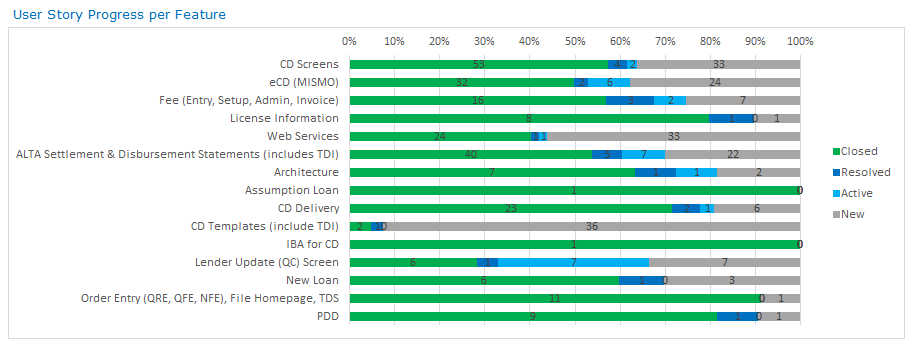 User Story Progress per Feature
0% 10% 20% 30% 40% 50% 60% 70% 80% 90% 100%
CD Screens 53 4 2 33
eCD (MISMO) 32 2 6 24
Fee (Entry, Setup, Admin, Invoice) 16 3 2 7
License Information 8 1 0 1
Web Services 24 1 1 33
ALTA Settlement & Disbursement Statements (includes TDI) 40 5 7 22
Architecture 7 1 1 2
Assumption Loan 1 0
CD Delivery 23 2 1 6
CD Templates (include TDI) 2 1 0 36
IBA for CD 1 0
Lender Update (QC) Screen 6 1 7 7
New Loan 6 1 0 3
Order Entry (QRE, QFE, NFE), File Homepage, TDS 11 0 1
PDD 9 1 0 1
Closed
Resolved
Active
New